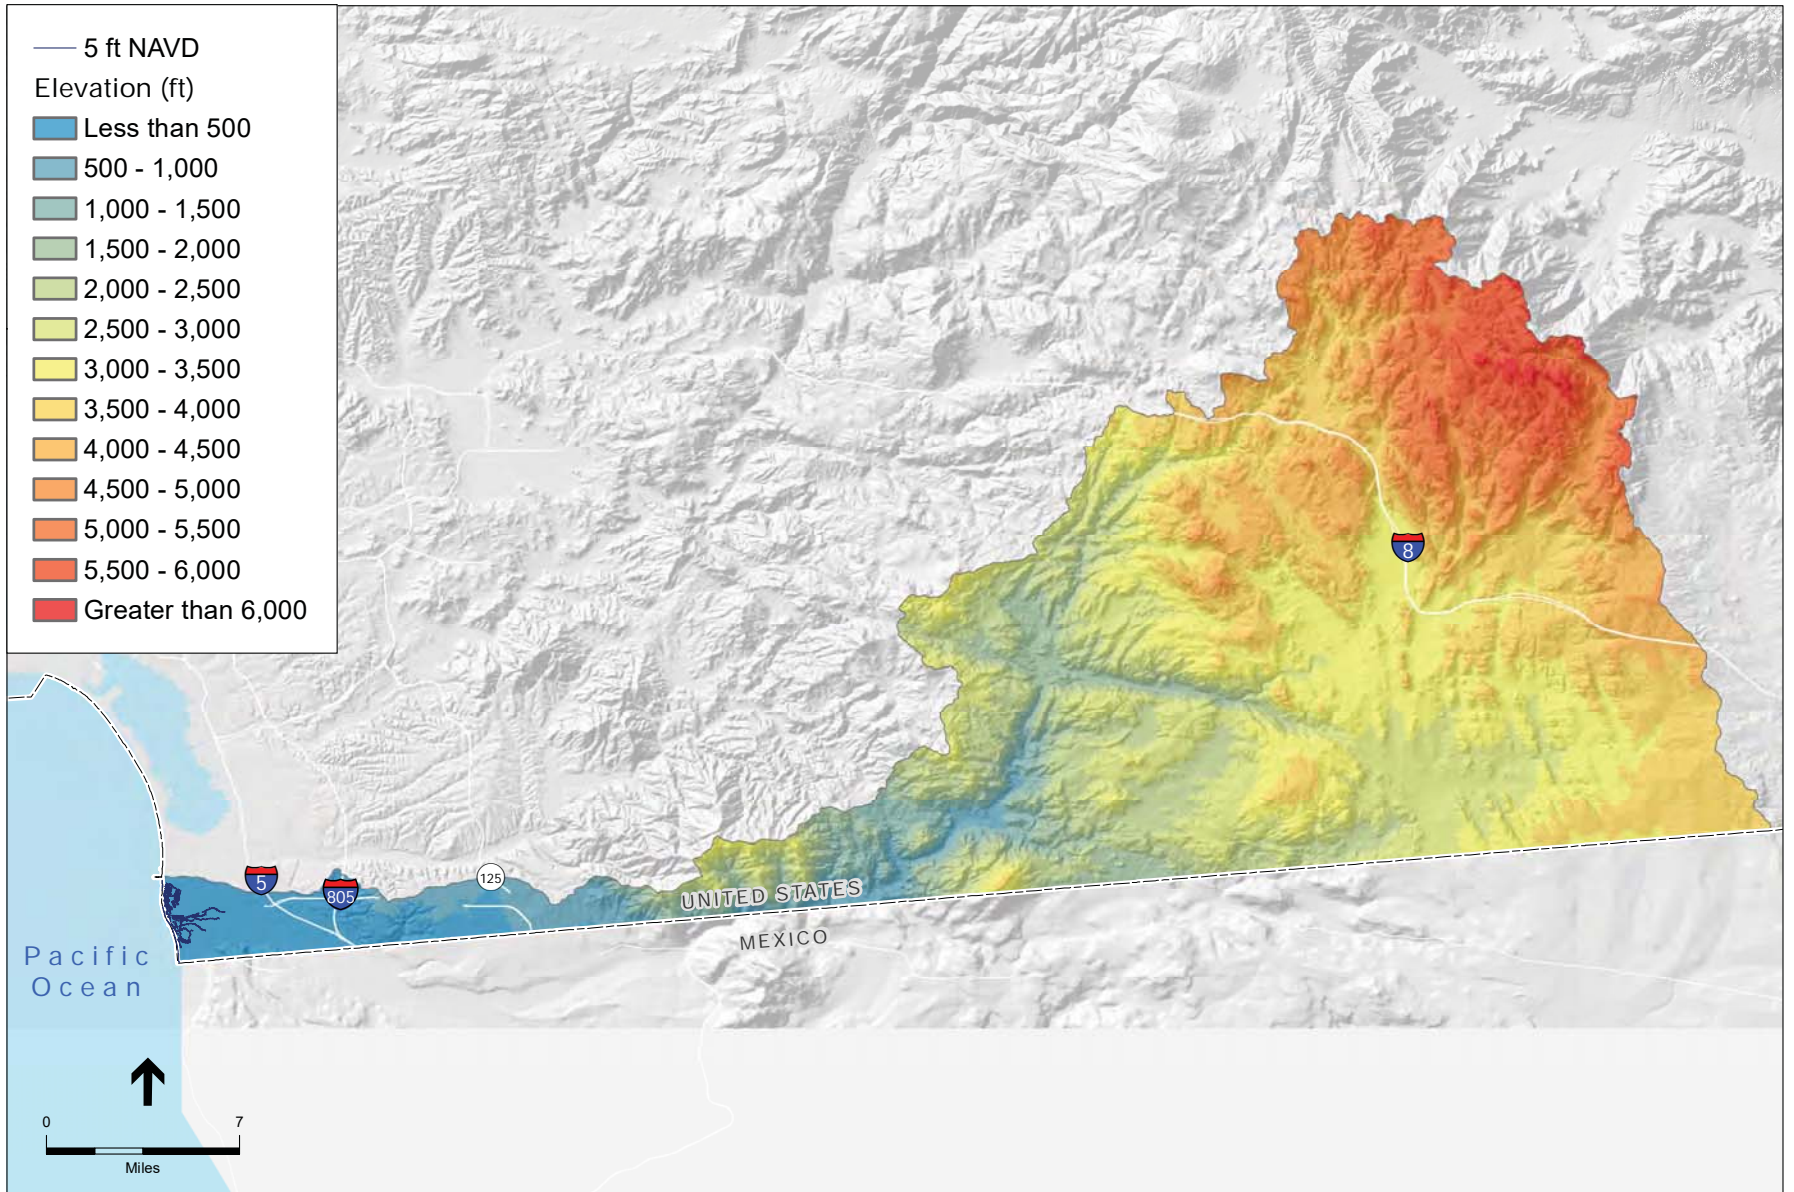 5 ft NAVD
Elevation (ft)
Less than 500
500 - 1,000
1,000 - 1,500
1,500 - 2,000
2,000 - 2,500
2,500 - 3,000
3,000 - 3,500
3,500 - 4,000
4,000 - 4,500
4,500 - 5,000
5,000 - 5,500
5,500 - 6,000
Greater than 6,000
8
5
805
125
UNITED STATES
MEXICO
Pacific
Ocean
0 7
Miles